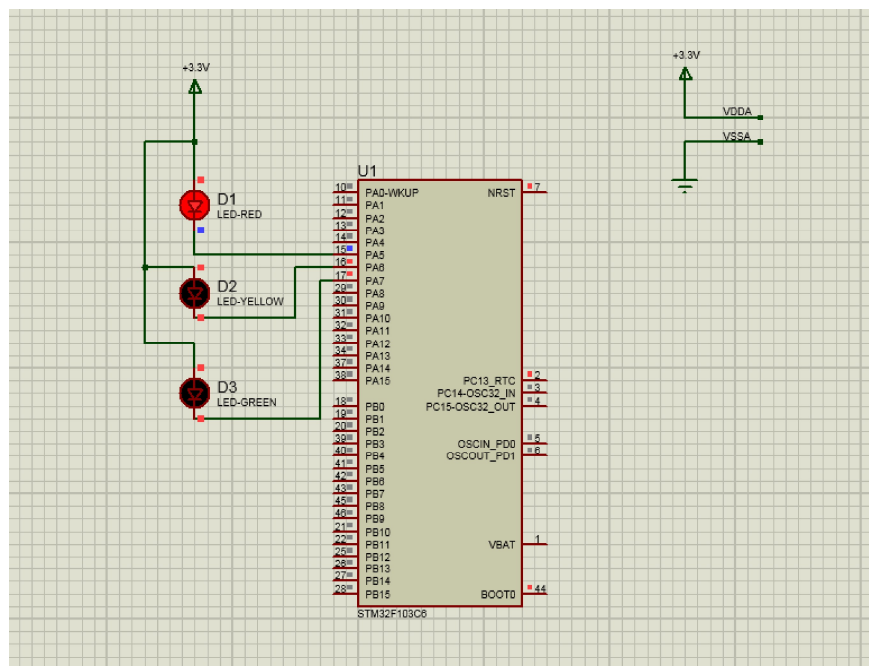 +3.3V
+3.3V
VDDA
VSSA
U1
D1
LED-RED
D2
LED-YELLOW
D3
LED-GREEN
10 PA0-WKUP
11 PA1
12 PA2
13 PA3
14 PA4
15 PA5
16 PA6
17 PA7
29 PA8
30 PA9
31 PA10
32 PA11
33 PA12
34 PA13
37 PA14
38 PA15
18 PB0
19 PB1
20 PB2
39 PB3
40 PB4
41 PB5
42 PB6
43 PB7
45 PB8
46 PB9
21 PB10
22 PB11
25 PB12
26 PB13
27 PB14
28 PB15
NRST 7
PC13_RTC 2
PC14-OSC32_IN 3
PC15-OSC32_OUT 4
OSCIN_PD0 5
OSCOUT_PD1 6
VBAT 1
BOOT0 44
STM32F103C6